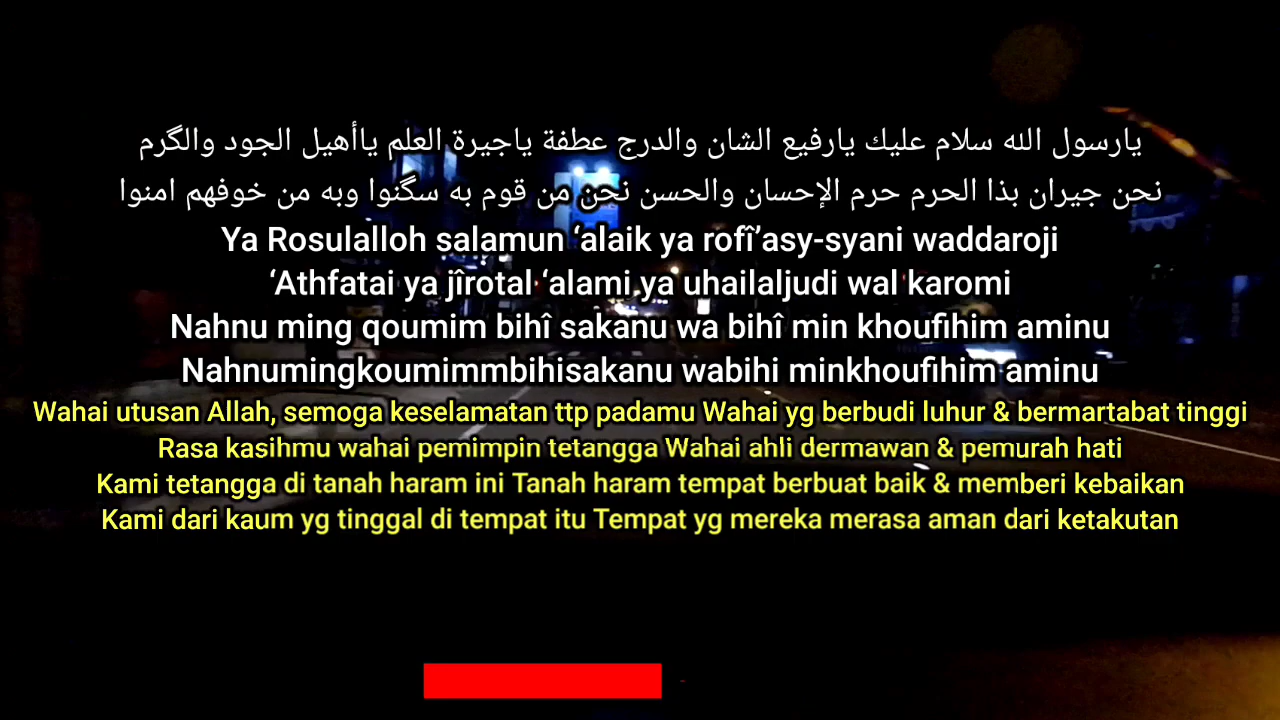 يارسول الله سلام عليك يارفيع الشان والدرج عطفة ياجيرة العلم ياأهيل الجود والگرم
نحن جيران بذا الحرم حرم الإحسان والحسن نحن من قوم به سگنوا وبه من خوفهم امنوا
Ya Rosulalloh salamun ‘alaik ya rofî’asy-syani waddaroji
‘Athfatai ya jîrotal ‘alami ya uhailaljudi wal karomi
Nahnu ming qoumim bihî sakanu wa bihî min khoufihim aminu
Nahnumingkoumimmbihisakanu wabihi minkhoufihim aminu
Wahai utusan Allah, semoga keselamatan ttp padamu Wahai yg berbudi luhur & bermartabat tinggi
Rasa kasihmu wahai pemimpin tetangga Wahai ahli dermawan & pemurah hati
Kami tetangga di tanah haram ini Tanah haram tempat berbuat baik & memberi kebaikan
Kami dari kaum yg tinggal di tempat itu Tempat yg mereka merasa aman dari ketakutan